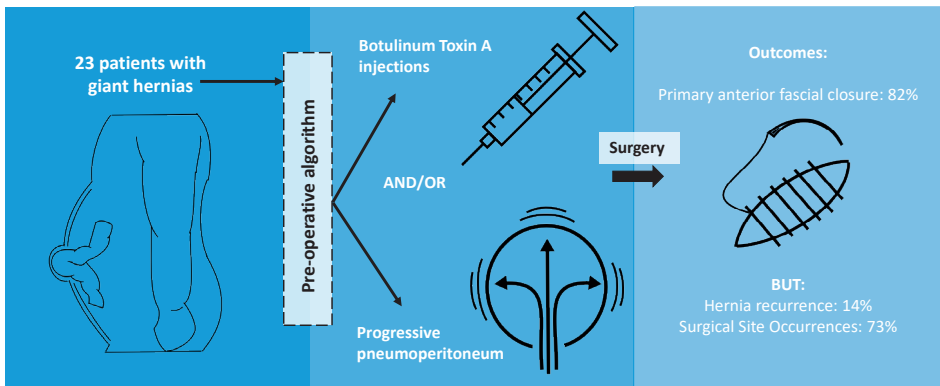 23 patients with
giant hernias
Pre-operative algorithm
Botulinum Toxin A
injections
AND/OR
Progressive
pneumoperitoneum
Surgery
Outcomes:
Primary anterior fascial closure: 82%
BUT:
Hernia recurrence: 14%
Surgical Site Occurrences: 73%